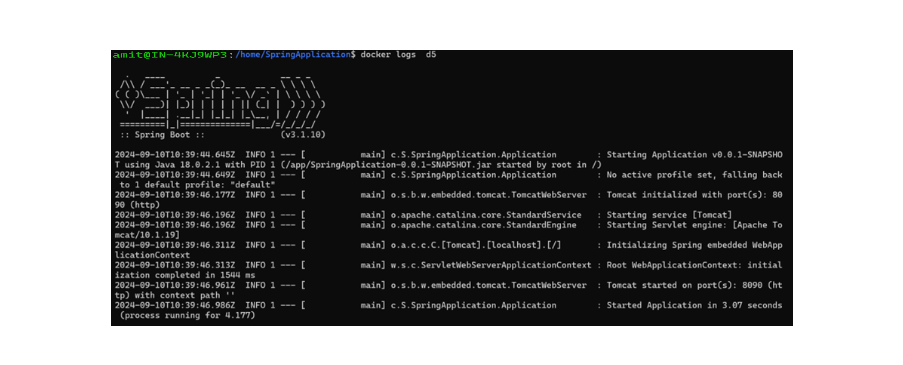 amit@IN-4KJ9WP3:/home/SpringApplication$ docker logs  d5
  .   ____          _            __ _ _
 /\\ / ___'_ __ _ _(_)_ __  __ _ \ \ \ \
( ( )\___ | '_ | '_| | '_ \/ _` | \ \ \ \
 \\/  ___)| |_)| | | | | || (_| |  ) ) ) )
  '  |____| .__|_| |_|_| |_\__, | / / / /
 =========|_|==============|___/=/_/_/_/
 :: Spring Boot ::               (v3.1.10)
2024-09-10T10:39:44.645Z  INFO 1 --- [           main] c.S.SpringApplication.Application        : Starting Application v0.0.1-SNAPSHO
T using Java 18.0.2.1 with PID 1 (/app/SpringApplication-0.0.1-SNAPSHOT.jar started by root in /)
2024-09-10T10:39:44.649Z  INFO 1 --- [           main] c.S.SpringApplication.Application        : No active profile set, falling back
 to 1 default profile: "default"
2024-09-10T10:39:46.177Z  INFO 1 --- [           main] o.s.b.w.embedded.tomcat.TomcatWebServer  : Tomcat initialized with port(s): 80
90 (http)
2024-09-10T10:39:46.196Z  INFO 1 --- [           main] o.apache.catalina.core.StandardService   : Starting service [Tomcat]
2024-09-10T10:39:46.196Z  INFO 1 --- [           main] o.apache.catalina.core.StandardEngine    : Starting Servlet engine: [Apache To
mcat/10.1.19]
2024-09-10T10:39:46.311Z  INFO 1 --- [           main] o.a.c.c.C.[Tomcat].[localhost].[/]       : Initializing Spring embedded WebApp
licationContext
2024-09-10T10:39:46.313Z  INFO 1 --- [           main] w.s.c.ServletWebServerApplicationContext : Root WebApplicationContext: initial
ization completed in 1544 ms
2024-09-10T10:39:46.961Z  INFO 1 --- [           main] o.s.b.w.embedded.tomcat.TomcatWebServer  : Tomcat started on port(s): 8090 (ht
tp) with context path ''
2024-09-10T10:39:46.986Z  INFO 1 --- [           main] c.S.SpringApplication.Application        : Started Application in 3.07 seconds
 (process running for 4.177)